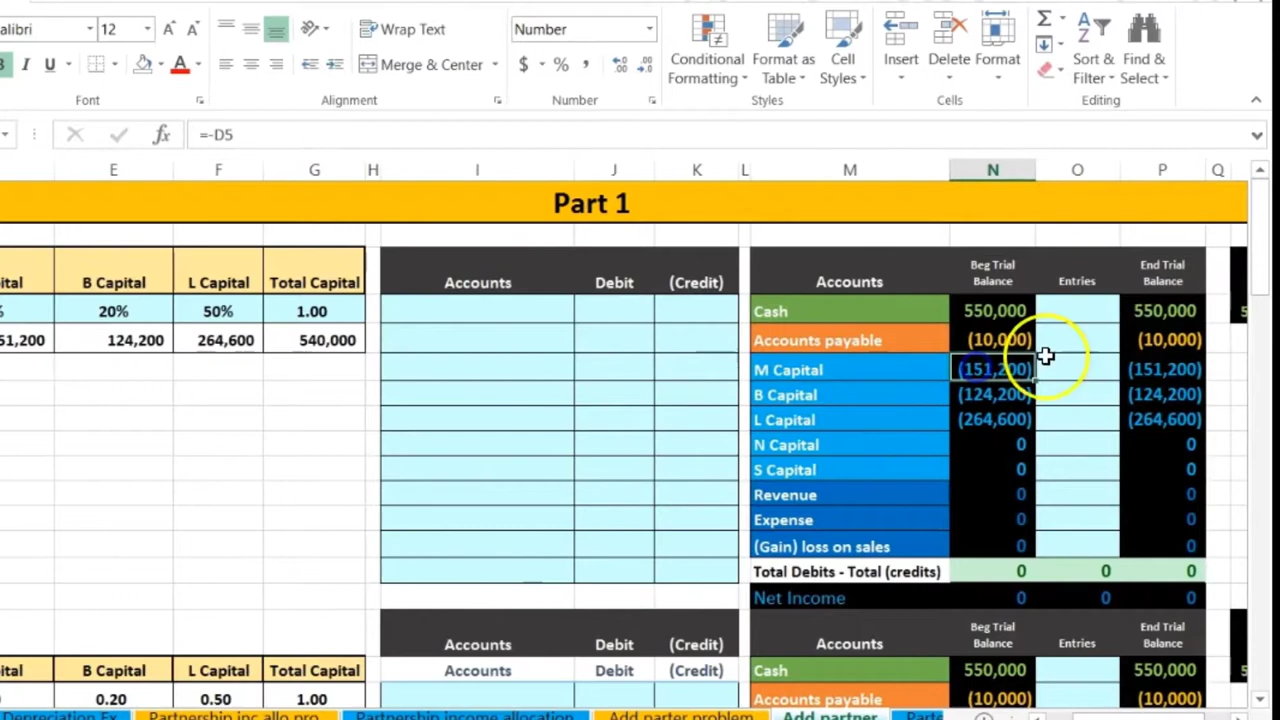 alibri 12 A A Wrap Text Number Conditional Format as Cell Insert Delete Format Sort & Find &
B I U A Merge & Center $ % , Formatting Table Styles Filter Select
Font Alignment Number Styles Cells Editing
fx =-D5
E F G H I J K L M N O P Q
Part 1
ital B Capital L Capital Total Capital Accounts Debit (Credit) Accounts Beg Trial Balance Entries End Trial Balance
% 20% 50% 1.00 Cash 550,000 550,000 5
51,200 124,200 264,600 540,000 Accounts payable (10,000) (10,000)
M Capital (151,200) (151,200)
B Capital (124,200) (124,200)
L Capital (264,600) (264,600)
N Capital 0 0
S Capital 0 0
Revenue 0 0
Expense 0 0
(Gain) loss on sales 0 0
Total Debits - Total (credits) 0 0 0
Net Income 0 0 0
Accounts Debit (Credit) Accounts Beg Trial Balance Entries End Trial Balance
ital B Capital L Capital Total Capital Accounts Debit (Credit) Cash 550,000 550,000 5
0.20 0.50 1.00 Accounts payable (10,000) (10,000)
Depreciation Ex Partnership inc allo pro Partnership income allocation Add parter problem Add partner Parte